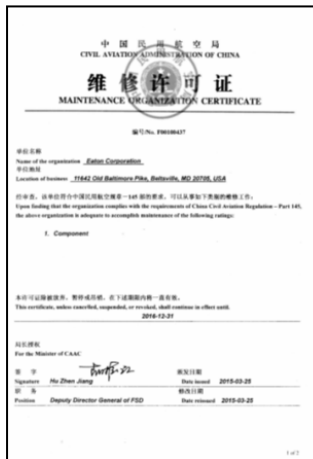 中国民用航空局
CIVIL AVIATION ADMINISTRATION OF CHINA
维修许可证
MAINTENANCE ORGANIZATION CERTIFICATE
编号/No. F00100437
单位名称
Name of the organization Eaton Corporation
单位地址
Location of business 11642 Old Baltimore Pike, Beltsville, MD 20705, USA
经审查，该单位符合中国民用航空规章—145部的要求，可以从事如下类别的维修工作：
Upon finding that the organization complies with the requirements of China Civil Aviation Regulation – Part 145,
the above organization is adequate to accomplish maintenance of the following ratings:
1. Component
本许可证除被放弃、暂停或吊销，在下述期限内将一直有效。
This certificate, unless cancelled, suspended, or revoked, shall continue in effect until
2016-12-31
局长授权
For the Minister of CAAC
签 字 颁发日期
Signature Hu Zhen Jiang Date issued 2015-03-25
职 务 修改日期
Position Deputy Director General of FSD Date reissued 2015-03-25
1 of 2